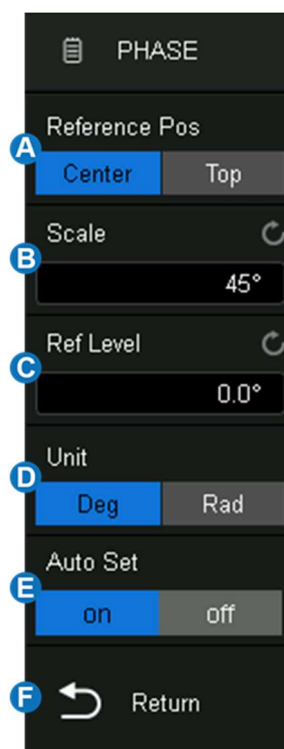 PHASE
Reference Pos
A
Center Top
Scale
B
45°
Ref Level
C
0.0°
Unit
D
Deg Rad
Auto Set
E
on off
F Return